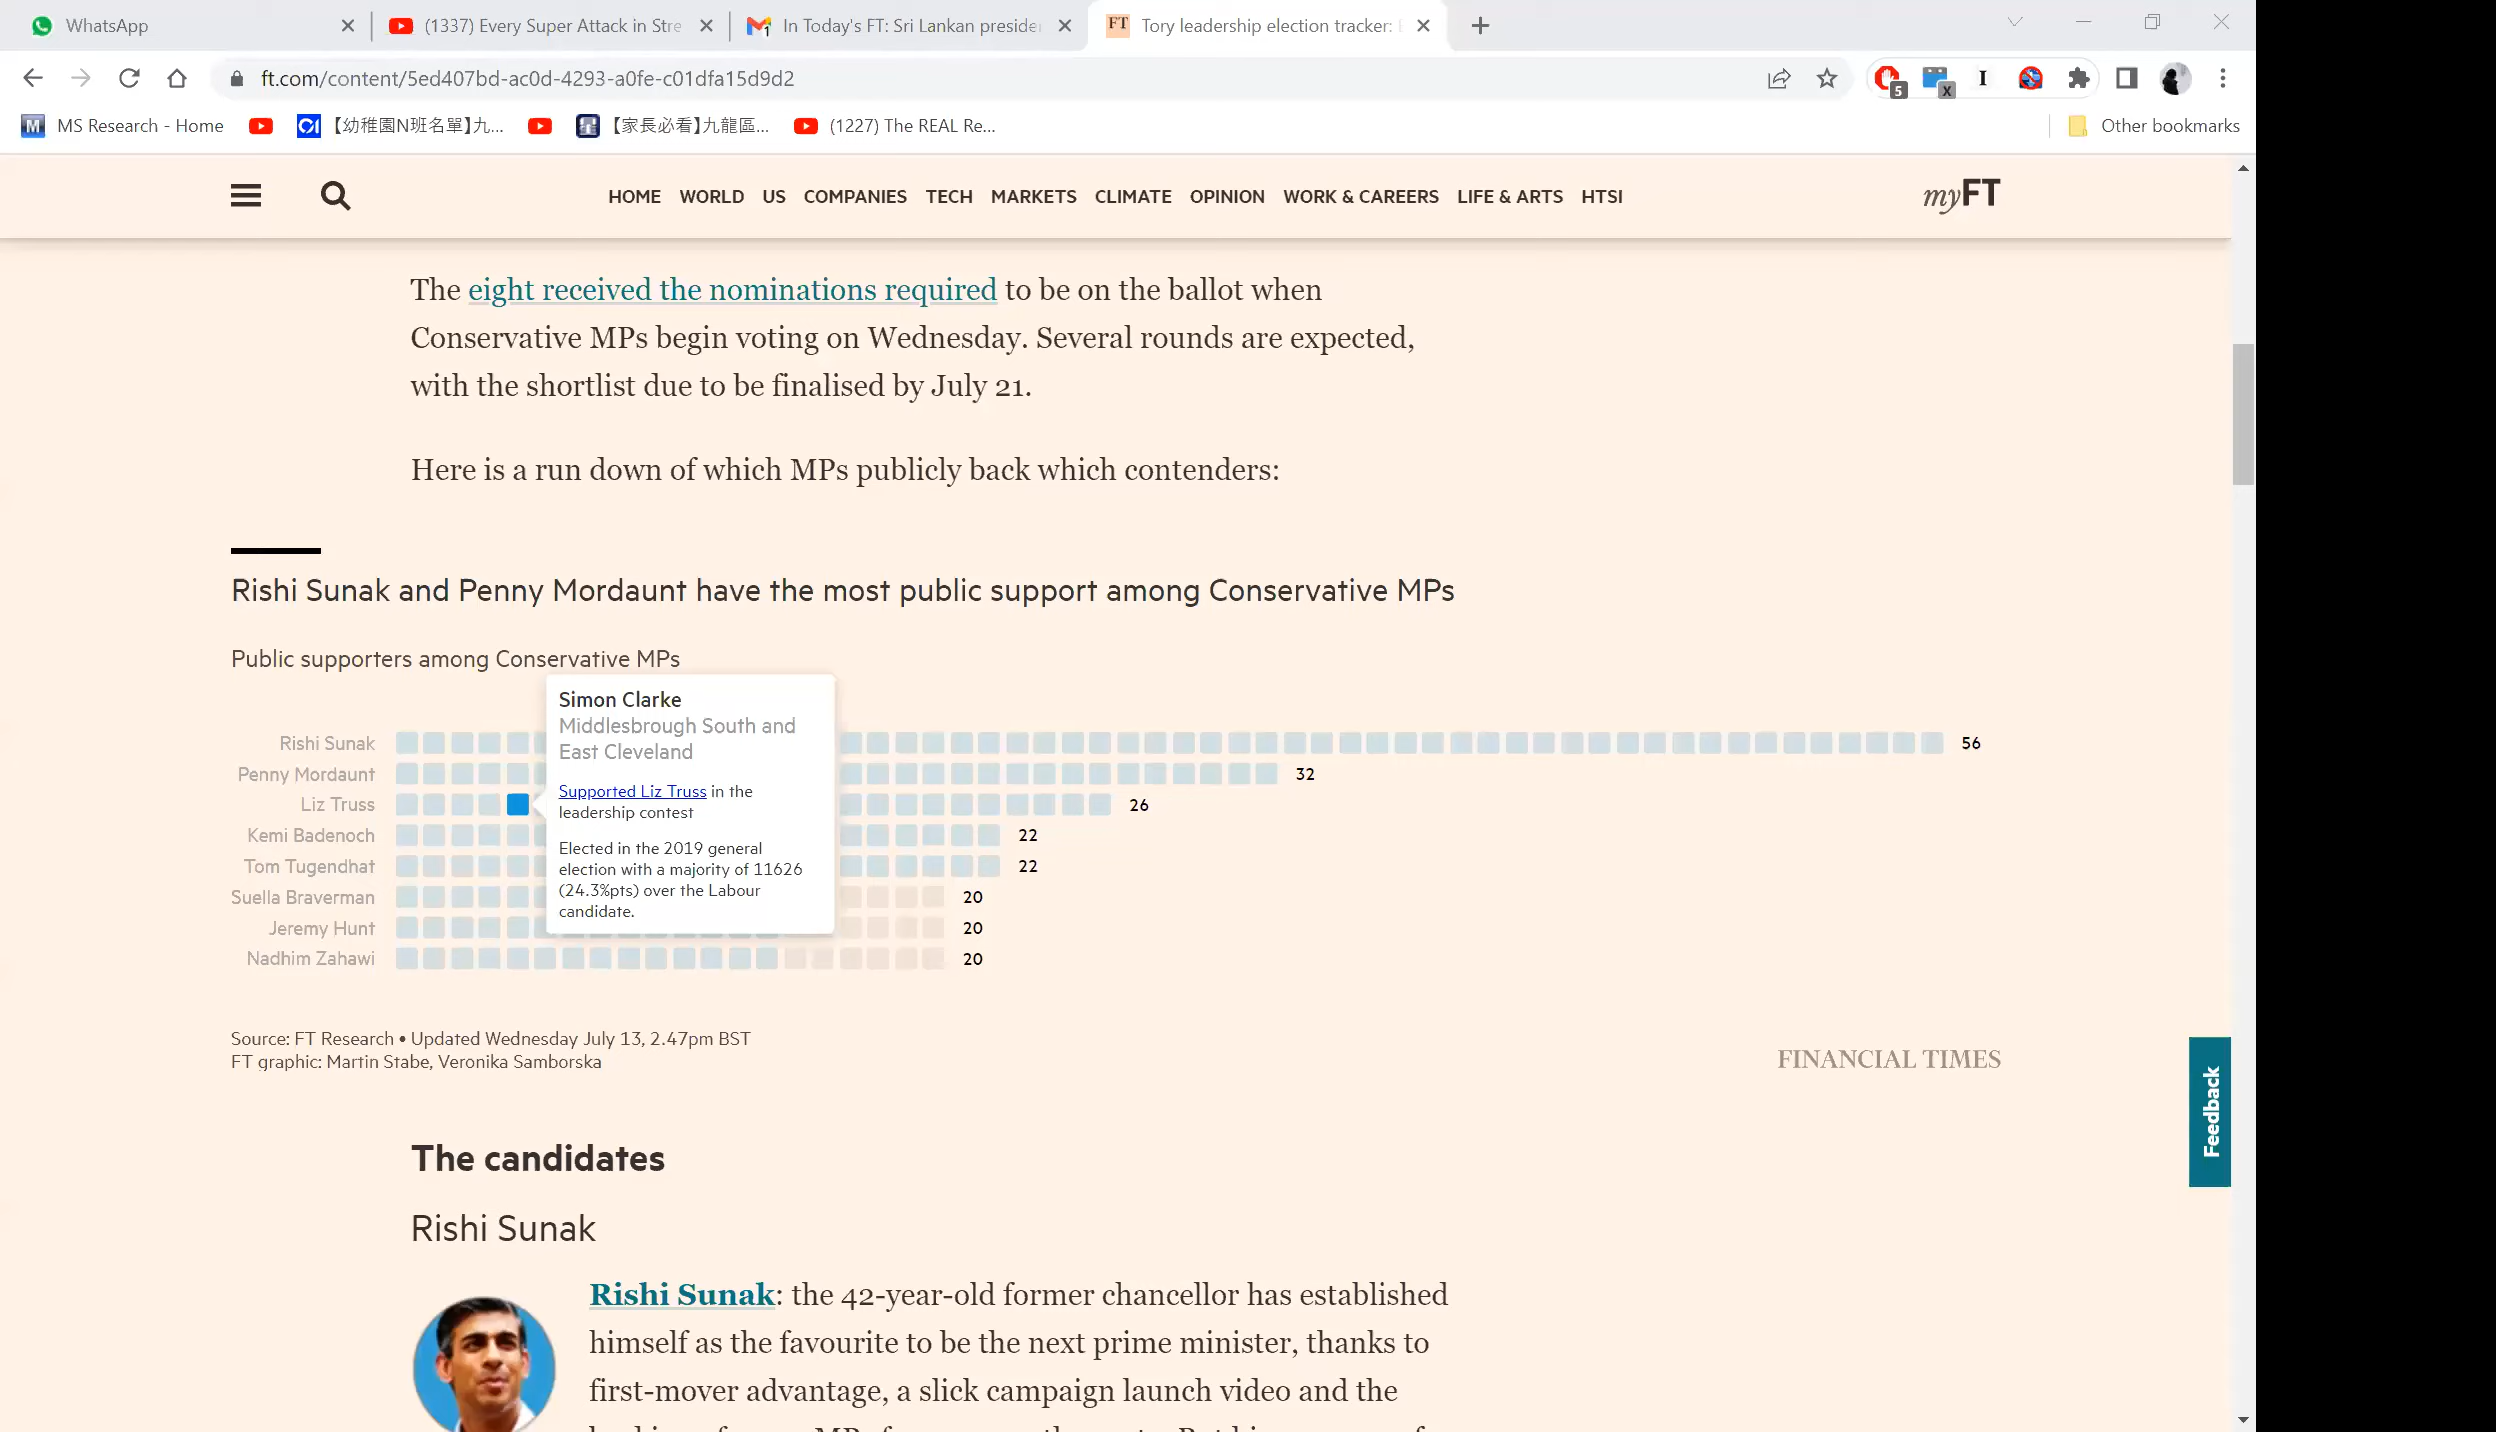 WhatsApp
(1337) Every Super Attack in Stre
In Today's FT: Sri Lankan preside
FT
Tory leadership election tracker:
ft.com/content/5ed407bd-ac0d-4293-a0fe-c01dfa15d9d2
5
X
I
M
MS Research - Home
【幼稚園N班名單】九...
【家長必看】九龍區...
(1227) The REAL Re...
Other bookmarks
HOME WORLD US COMPANIES TECH MARKETS CLIMATE OPINION WORK & CAREERS LIFE & ARTS HTSI
myFT
The eight received the nominations required to be on the ballot when
Conservative MPs begin voting on Wednesday. Several rounds are expected,
with the shortlist due to be finalised by July 21.
Here is a run down of which MPs publicly back which contenders:
Rishi Sunak and Penny Mordaunt have the most public support among Conservative MPs
Public supporters among Conservative MPs
Simon Clarke
Middlesbrough South and
East Cleveland
Supported Liz Truss in the
leadership contest
Elected in the 2019 general
election with a majority of 11626
(24.3%pts) over the Labour
candidate.
Rishi Sunak 56
Penny Mordaunt 32
Liz Truss 26
Kemi Badenoch 22
Tom Tugendhat 22
Suella Braverman 20
Jeremy Hunt 20
Nadhim Zahawi 20
Source: FT Research • Updated Wednesday July 13, 2.47pm BST
FT graphic: Martin Stabe, Veronika Samborska
FINANCIAL TIMES
Feedback
The candidates
Rishi Sunak
Rishi Sunak: the 42-year-old former chancellor has established
himself as the favourite to be the next prime minister, thanks to
first-mover advantage, a slick campaign launch video and the